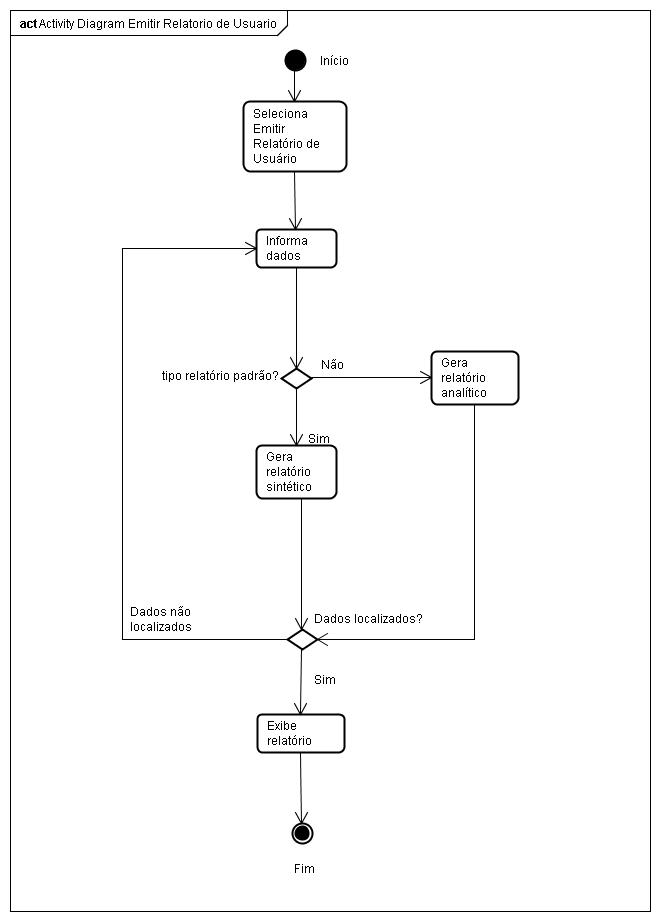 act Activity Diagram Emitir Relatorio de Usuario
Início
Seleciona
Emitir
Relatório de
Usuário
Informa
dados
tipo relatório padrão?
Não
Gera
relatório
analítico
Sim
Gera
relatório
sintético
Dados não
localizados
Dados localizados?
Sim
Exibe
relatório
Fim